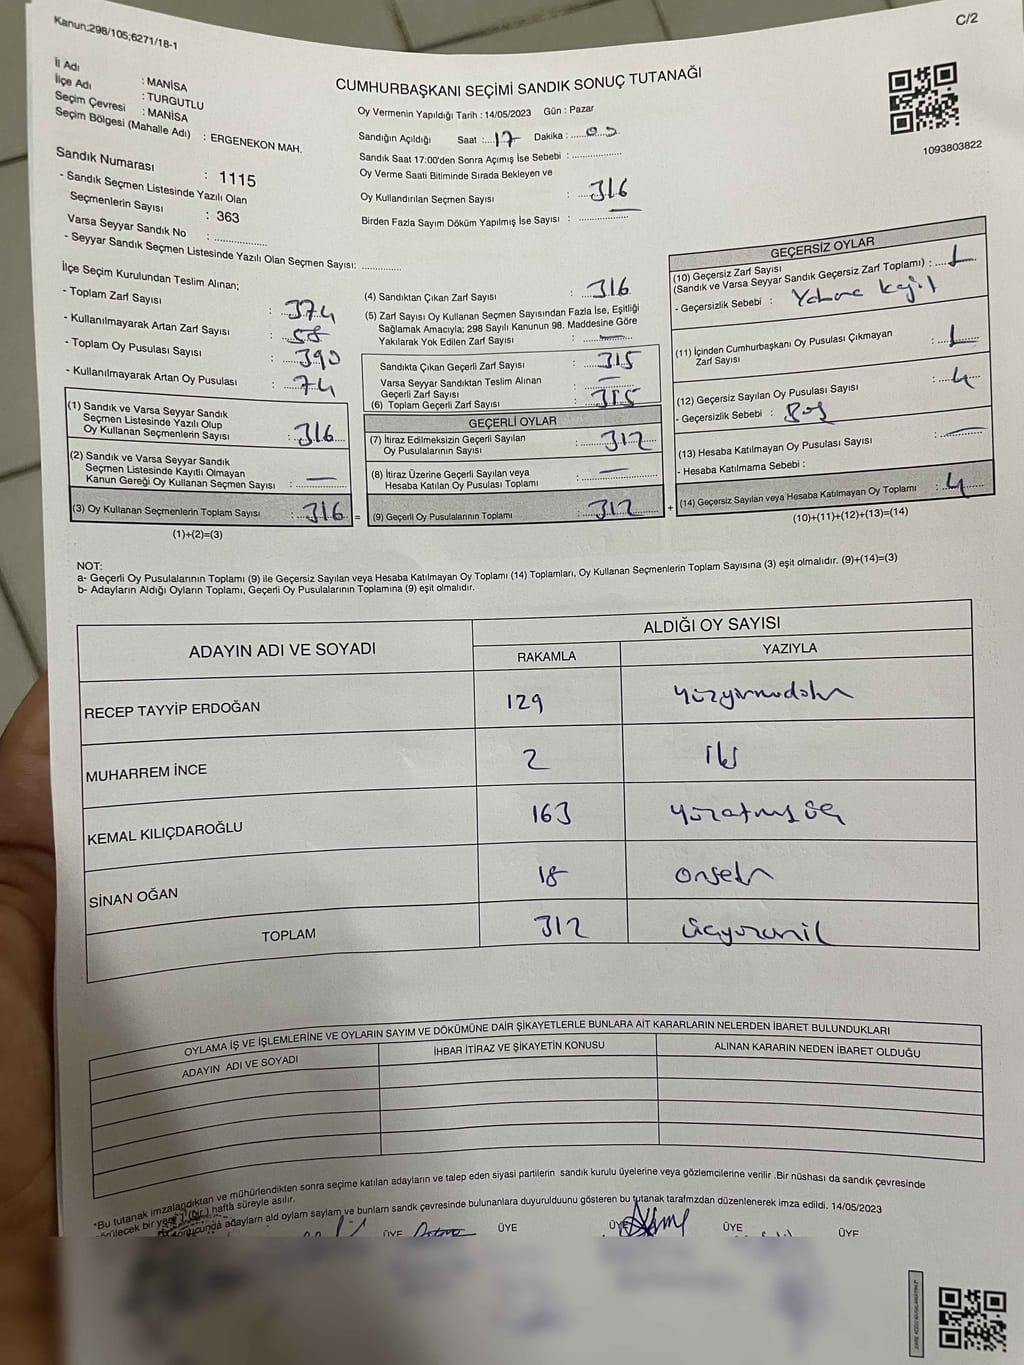 Kanun:298/105;6271/18-1
C/2
İl Adı : MANİSA
İlçe Adı : TURGUTLU
Seçim Çevresi : MANİSA
Seçim Bölgesi (Mahalle Adı) : ERGENEKON MAH.
CUMHURBAŞKANI SEÇİMİ SANDIK SONUÇ TUTANAĞI
Oy Vermenin Yapıldığı Tarih : 14/05/2023 Gün : Pazar
Sandığın Açıldığı Saat : 17 Dakika : 00
Sandık Saat 17:00'den Sonra Açımış İse Sebebi : ................
Oy Verme Saati Bitiminde Sırada Bekleyen ve
Oy Kullandırılan Seçmen Sayısı : 316
Birden Fazla Sayım Döküm Yapılmış İse Sayısı : ................
1093803822
Sandık Numarası : 1115
- Sandık Seçmen Listesinde Yazılı Olan
Seçmenlerin Sayısı : 363
Varsa Seyyar Sandık No : ................
- Seyyar Sandık Seçmen Listesinde Yazılı Olan Seçmen Sayısı: ............
İlçe Seçim Kurulundan Teslim Alınan;
- Toplam Zarf Sayısı : 374
- Kullanılmayarak Artan Zarf Sayısı : 58
- Toplam Oy Pusulası Sayısı : 390
- Kullanılmayarak Artan Oy Pusulası : 74
(1) Sandık ve Varsa Seyyar Sandık
Seçmen Listesinde Yazılı Olup
Oy Kullanan Seçmenlerin Sayısı : 316
(2) Sandık ve Varsa Seyyar Sandık
Seçmen Listesinde Kayıtlı Olmayan
Kanun Gereği Oy Kullanan Seçmen Sayısı : —
(3) Oy Kullanan Seçmenlerin Toplam Sayısı : 316 =
(1)+(2)=(3)
(4) Sandıktan Çıkan Zarf Sayısı : 316
(5) Zarf Sayısı Oy Kullanan Seçmen Sayısından Fazla İse, Eşitliği
Sağlamak Amacıyla; 298 Sayılı Kanunun 98. Maddesine Göre
Yakılarak Yok Edilen Zarf Sayısı : —
Sandıkta Çıkan Geçerli Zarf Sayısı : 315
Varsa Seyyar Sandıktan Teslim Alınan
Geçerli Zarf Sayısı : —
(6) Toplam Geçerli Zarf Sayısı : 315
GEÇERLİ OYLAR
(7) İtiraz Edilmeksizin Geçerli Sayılan
Oy Pusulalarının Sayısı : 312
(8) İtiraz Üzerine Geçerli Sayılan veya
Hesaba Katılan Oy Pusulası Toplamı : —
(9) Geçerli Oy Pusulalarının Toplamı : 312 +
GEÇERSİZ OYLAR
(10) Geçersiz Zarf Sayısı
(Sandık ve Varsa Seyyar Sandık Geçersiz Zarf Toplamı) : 1
- Geçersizlik Sebebi :
(11) İçinden Cumhurbaşkanı Oy Pusulası Çıkmayan
Zarf Sayısı : 1
(12) Geçersiz Sayılan Oy Pusulası Sayısı : 4
- Geçersizlik Sebebi : Boş
(13) Hesaba Katılmayan Oy Pusulası Sayısı : —
- Hesaba Katılmama Sebebi :
(14) Geçersiz Sayılan veya Hesaba Katılmayan Oy Toplamı : 4
(10)+(11)+(12)+(13)=(14)
NOT:
a- Geçerli Oy Pusulalarının Toplamı (9) ile Geçersiz Sayılan veya Hesaba Katılmayan Oy Toplamı (14) Toplamları, Oy Kullanan Seçmenlerin Toplam Sayısına (3) eşit olmalıdır. (9)+(14)=(3)
b- Adayların Aldığı Oyların Toplamı, Geçerli Oy Pusulalarının Toplamına (9) eşit olmalıdır.
ADAYIN ADI VE SOYADI
ALDIĞI OY SAYISI
RAKAMLA YAZIYLA
RECEP TAYYİP ERDOĞAN 129 yüzyirmidokuz
MUHARREM İNCE 2 iki
KEMAL KILIÇDAROĞLU 163 yüzatmışüç
SİNAN OĞAN 18 onsekiz
TOPLAM 312 üçyüzoniki
OYLAMA İŞ VE İŞLEMLERİNE VE OYLARIN SAYIM VE DÖKÜMÜNE DAİR ŞİKAYETLERLE BUNLARA AİT KARARLARIN NELERDEN İBARET BULUNDUKLARI
ADAYIN ADI VE SOYADI İHBAR İTİRAZ VE ŞİKAYETİN KONUSU ALINAN KARARIN NEDEN İBARET OLDUĞU
*Bu tutanak imzalandıktan ve mühürlendikten sonra seçime katılan adayların ve talep eden siyasi partilerin sandık kurulu üyelerine veya gözlemcilerine verilir .Bir nüshası da sandık çevresinde
görülecek bir yere 1 (bir) hafta süreyle asılır.
sonucunda adayların ald oylarn saylarn ve bunların sandk çevresinde bulunanlara duyurulduunu gösteren bu tutanak tarafmzdan düzenlenerek imza edildi. 14/05/2023
ÜYE ÜYE ÜYE ÜYE ÜYE